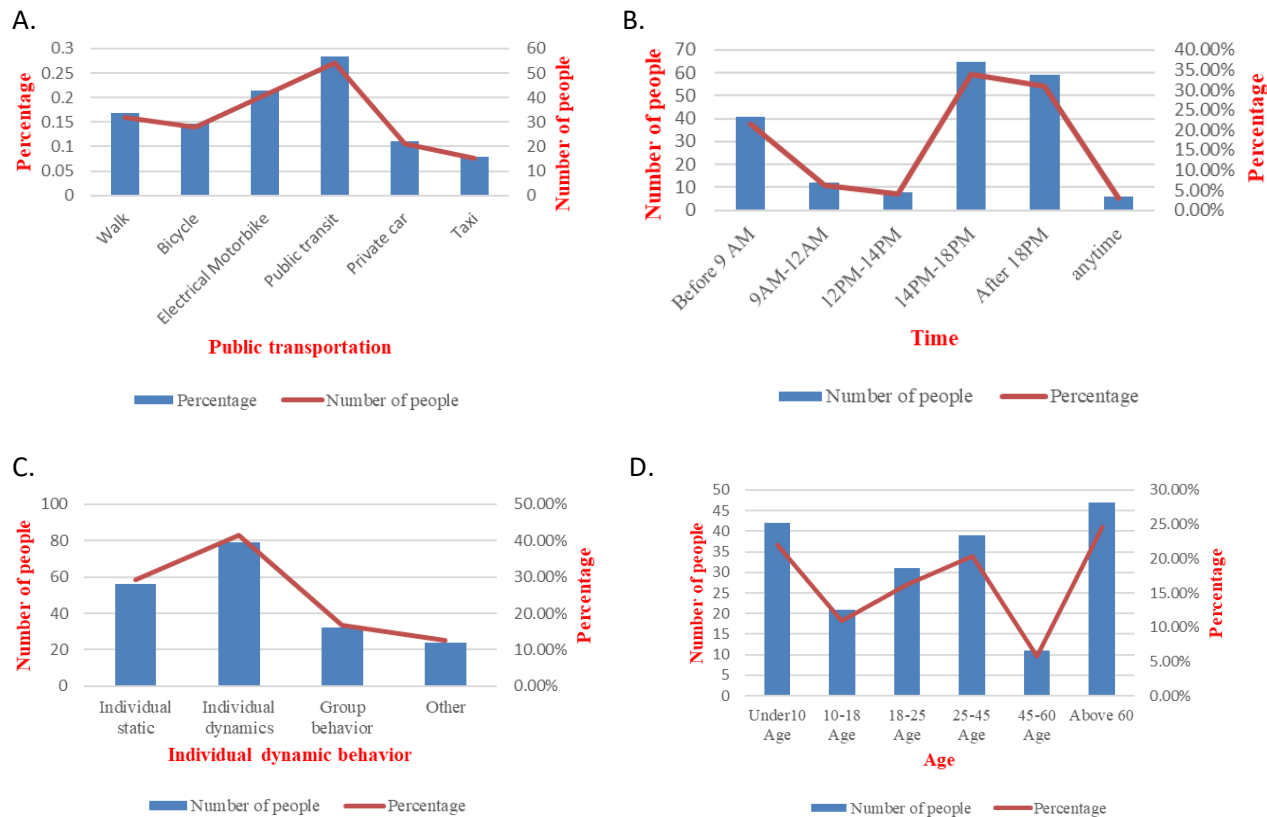 A.
Percentage
0.3
0.25
0.2
0.15
0.1
0.05
0
60
50
40
30
20
10
0
Number of people
Walk
Bicycle
Electrical Motorbike
Public transit
Private car
Taxi
Public transportation
Percentage
Number of people
B.
Number of people
70
60
50
40
30
20
10
0
40.00%
35.00%
30.00%
25.00%
20.00%
15.00%
10.00%
5.00%
0.00%
Percentage
Before 9 AM
9AM-12AM
12PM-14PM
14PM-18PM
After 18PM
anytime
Time
Number of people
Percentage
C.
Number of people
100
80
60
40
20
0
50.00%
40.00%
30.00%
20.00%
10.00%
0.00%
Percentage
Individual
static
Individual
dynamics
Group
behavior
Other
Individual dynamic behavior
Number of people
Percentage
D.
Number of people
50
45
40
35
30
25
20
15
10
5
0
30.00%
25.00%
20.00%
15.00%
10.00%
5.00%
0.00%
Percentage
Under10
Age
10-18
Age
18-25
Age
25-45
Age
45-60
Age
Above 60
Age
Number of people
Percentage